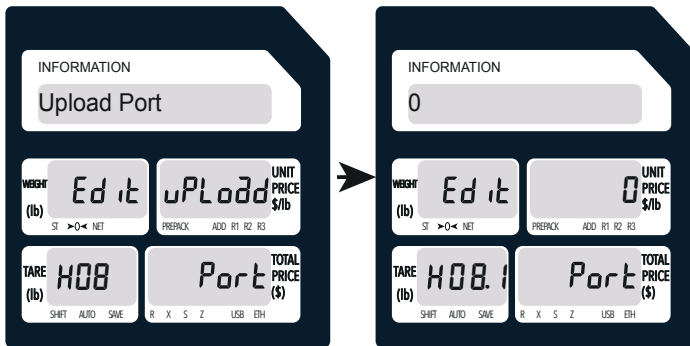 INFORMATION
Upload Port
WEIGHT
(lb)
Edit
ST >0< NET
uPLoad
UNIT
PRICE
$/lb
PREPACK ADD R1 R2 R3
TARE
(lb)
H08
SHIFT AUTO SAVE
Port
TOTAL
PRICE
($)
R X S Z USB ETH
INFORMATION
0
WEIGHT
(lb)
Edit
ST >0< NET
0
UNIT
PRICE
$/lb
PREPACK ADD R1 R2 R3
TARE
(lb)
H08.1
SHIFT AUTO SAVE
Port
TOTAL
PRICE
($)
R X S Z USB ETH